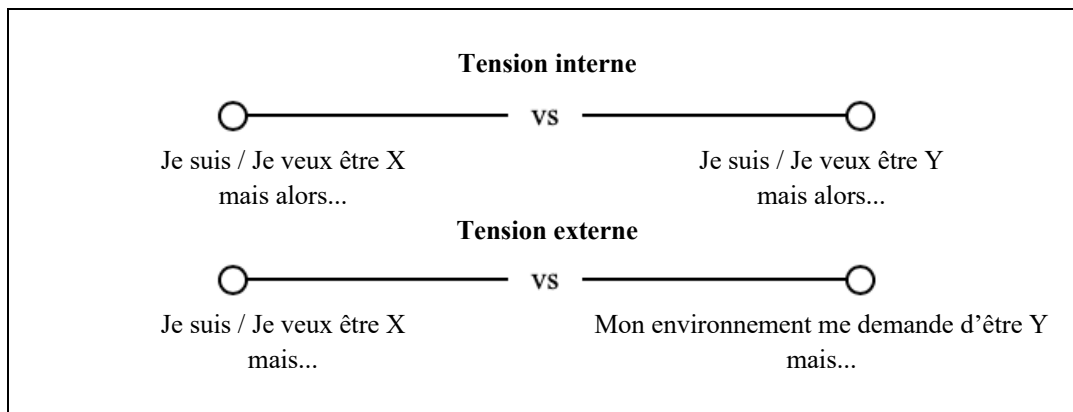 Tension interne
vs
Je suis / Je veux être X Je suis / Je veux être Y
mais alors... mais alors...
Tension externe
vs
Je suis / Je veux être X Mon environnement me demande d’être Y
mais... mais...